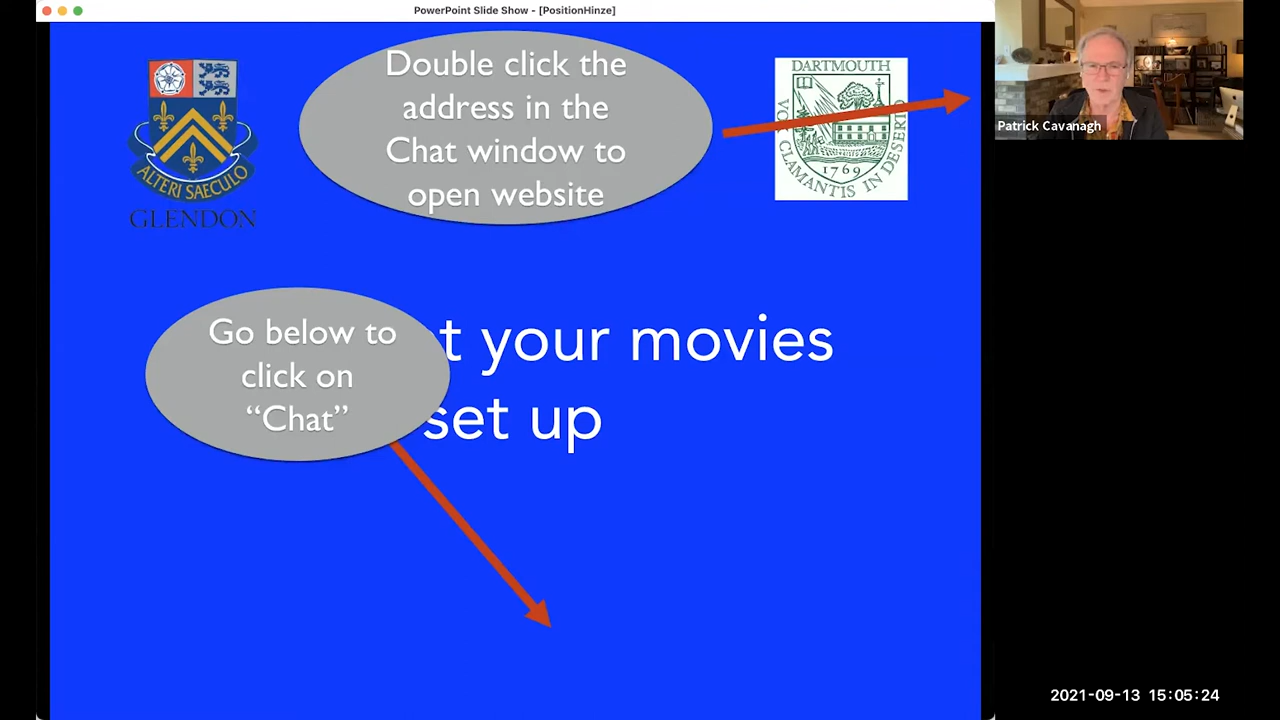 PowerPoint Slide Show - [PositionHinze]
Double click the
address in the
Chat window to
open website
ALTERI SAECULO
GLENDON
DARTMOUTH
VOX CLAMANTIS IN DESERTO
1769
Patrick Cavanagh
Go below to
click on
“Chat”
t your movies
set up
2021-09-13 15:05:24